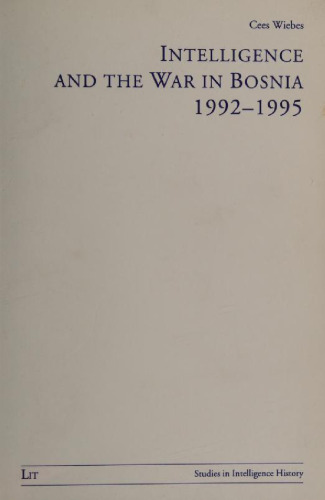 Cees Wiebes
INTELLIGENCE
AND THE WAR IN BOSNIA
1992–1995
LIT
Studies in Intelligence History